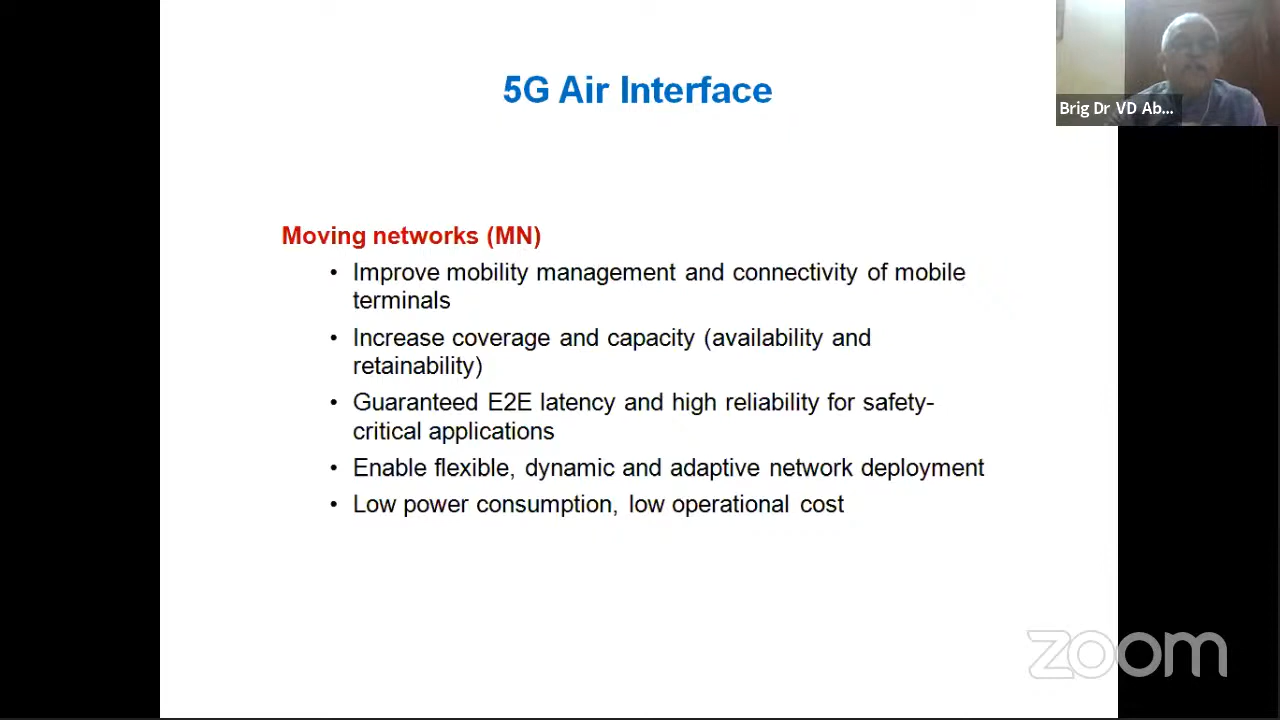 5G Air Interface
Brig Dr VD Ab...
Moving networks (MN)
• Improve mobility management and connectivity of mobile
terminals
• Increase coverage and capacity (availability and
retainability)
• Guaranteed E2E latency and high reliability for safety-
critical applications
• Enable flexible, dynamic and adaptive network deployment
• Low power consumption, low operational cost
zoom